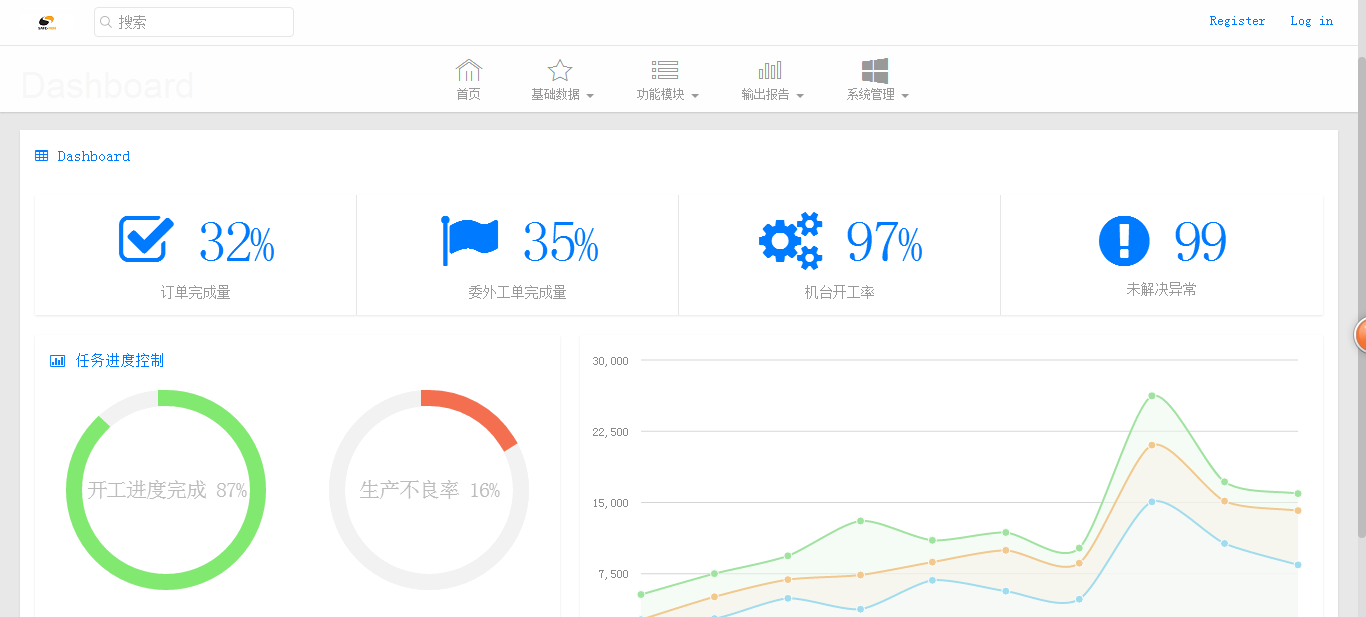 搜索
Register
Log in
Dashboard
首页
基础数据
功能模块
输出报告
系统管理
Dashboard
32%
35%
97%
99
订单完成量
委外工单完成量
机台开工率
未解决异常
任务进度控制
开工进度完成 87%
生产不良率 16%
30,000
22,500
15,000
7,500